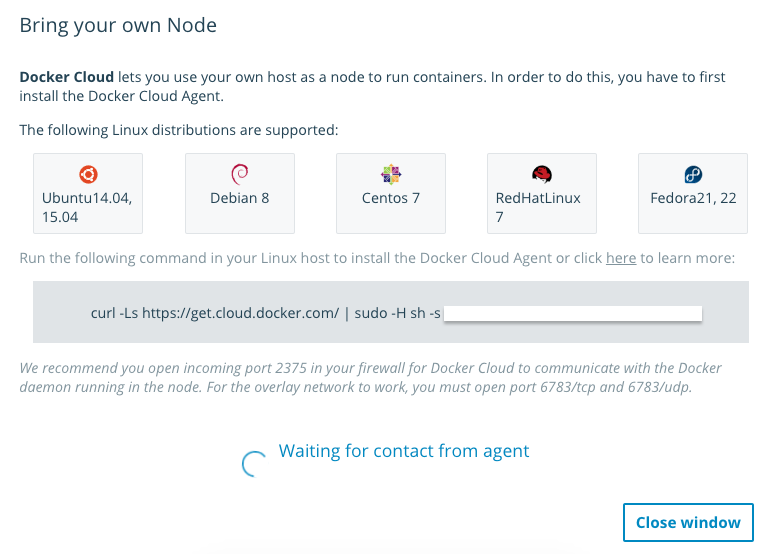 Bring your own Node
Docker Cloud lets you use your own host as a node to run containers. In order to do this, you have to first
install the Docker Cloud Agent.
The following Linux distributions are supported:
Ubuntu14.04,
15.04
Debian 8
Centos 7
RedHatLinux
7
Fedora21, 22
Run the following command in your Linux host to install the Docker Cloud Agent or click here to learn more:
curl -Ls https://get.cloud.docker.com/ | sudo -H sh -s
We recommend you open incoming port 2375 in your firewall for Docker Cloud to communicate with the Docker
daemon running in the node. For the overlay network to work, you must open port 6783/tcp and 6783/udp.
Waiting for contact from agent
Close window